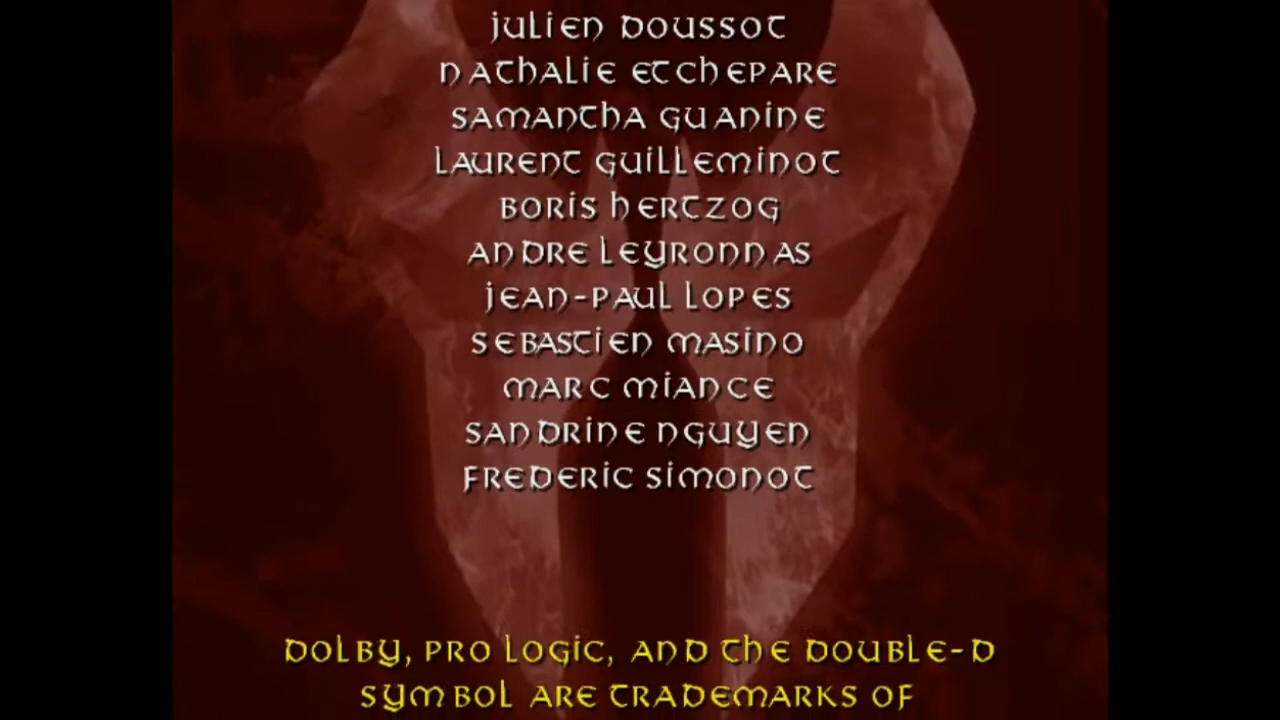 JULIEN DOUSSOT
NATHALIE ETCHEPARE
SAMANTHA GUANINE
LAURENT GUILLEMINOT
BORIS HERTZOG
ANDRE LEYRONNAS
JEAN-PAUL LOPES
SEBASTIEN MASINO
MARC MIANCE
SANDRINE NGUYEN
FREDERIC SIMONOT
DOLBY, PRO LOGIC, AND THE DOUBLE-D
SYMBOL ARE TRADEMARKS OF